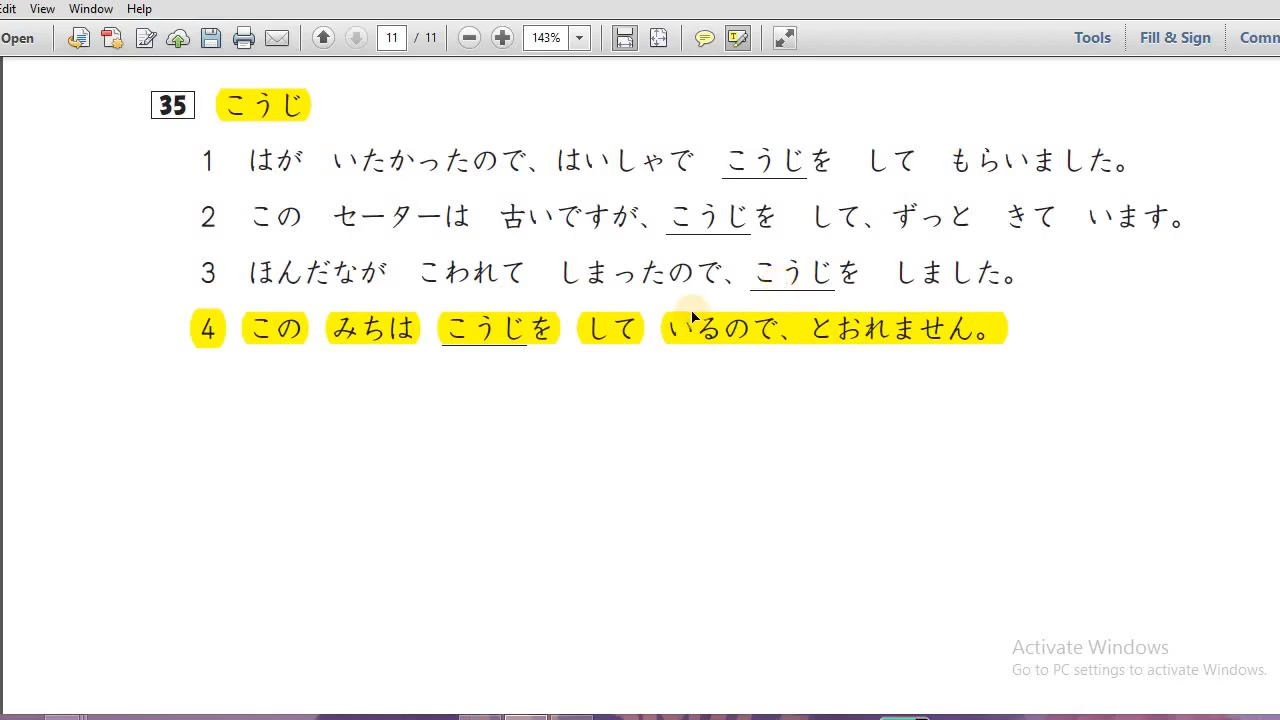 Edit View Window Help
Open 11 / 11 143% Tools Fill & Sign Comm
35 こうじ
1 はが いたかったので、はいしゃで こうじを して もらいました。
2 この セーターは 古いですが、こうじを して、ずっと きて います。
3 ほんだなが こわれて しまったので、こうじを しました。
4 この みちは こうじを して いるので、とおれません。
Activate Windows
Go to PC settings to activate Windows.